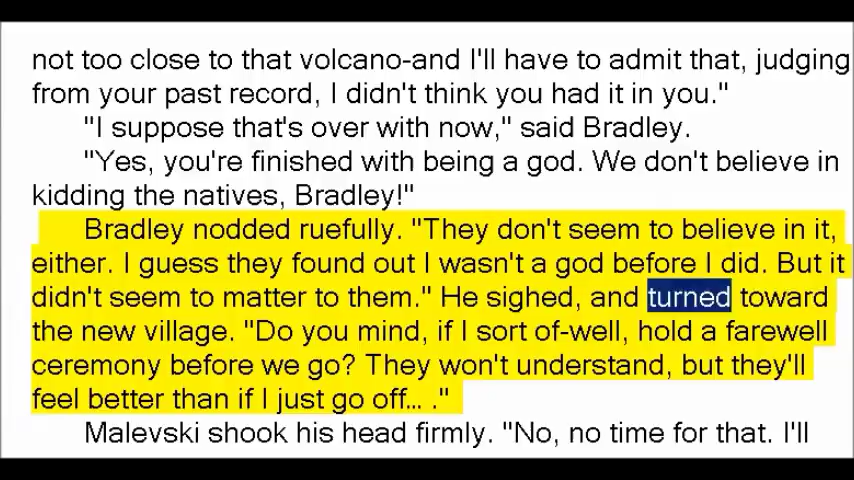 not too close to that volcano-and I'll have to admit that, judging
from your past record, I didn't think you had it in you."
"I suppose that's over with now," said Bradley.
"Yes, you're finished with being a god. We don't believe in
kidding the natives, Bradley!"
Bradley nodded ruefully. "They don't seem to believe in it,
either. I guess they found out I wasn't a god before I did. But it
didn't seem to matter to them." He sighed, and turned toward
the new village. "Do you mind, if I sort of-well, hold a farewell
ceremony before we go? They won't understand, but they'll
feel better than if I just go off... ."
Malevski shook his head firmly. "No, no time for that. I'll